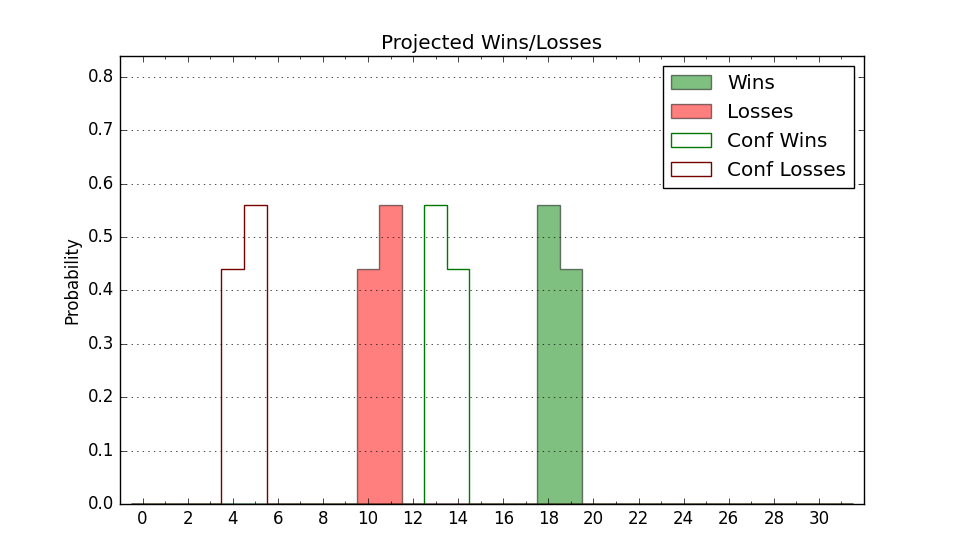 Projected Wins/Losses
Probability
0.8
0.7
0.6
0.5
0.4
0.3
0.2
0.1
0.0
Wins
Losses
Conf Wins
Conf Losses
0 2 4 6 8 10 12 14 16 18 20 22 24 26 28 30